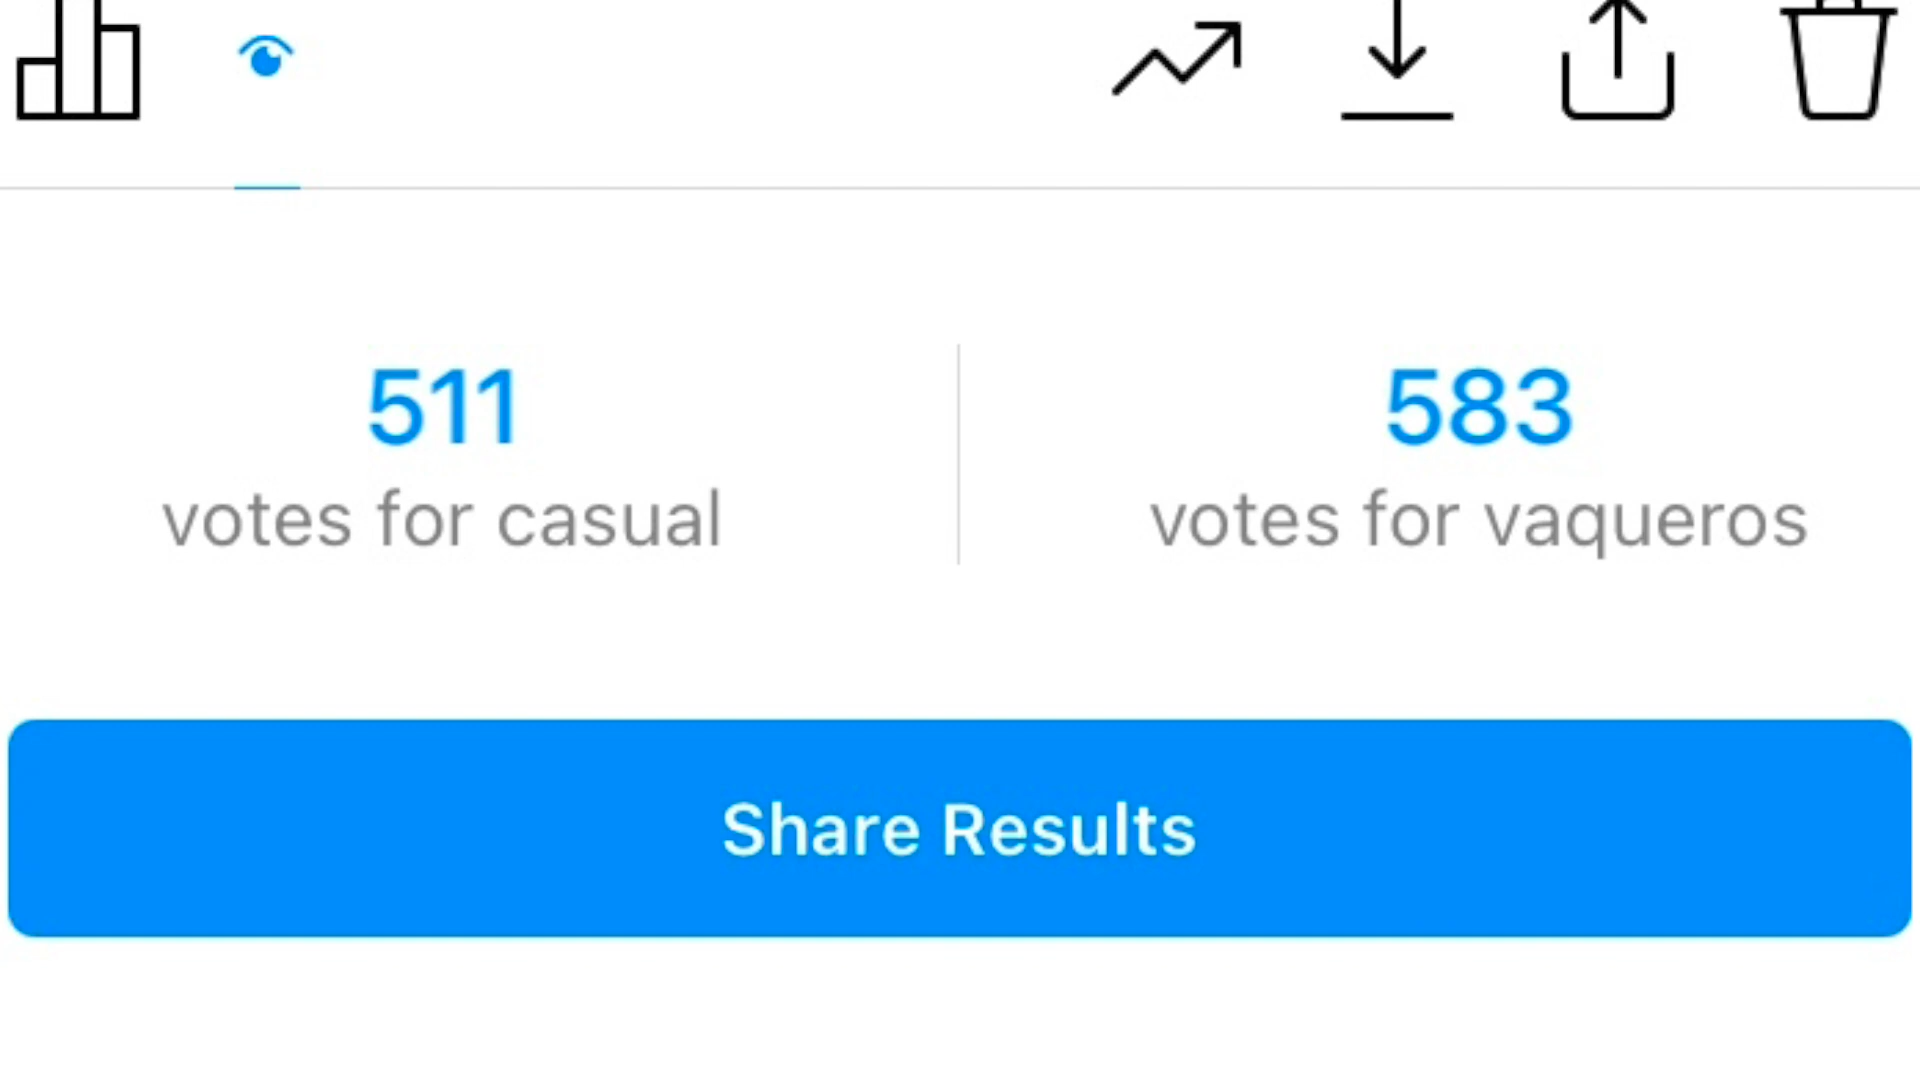 511
votes for casual
583
votes for vaqueros
Share Results